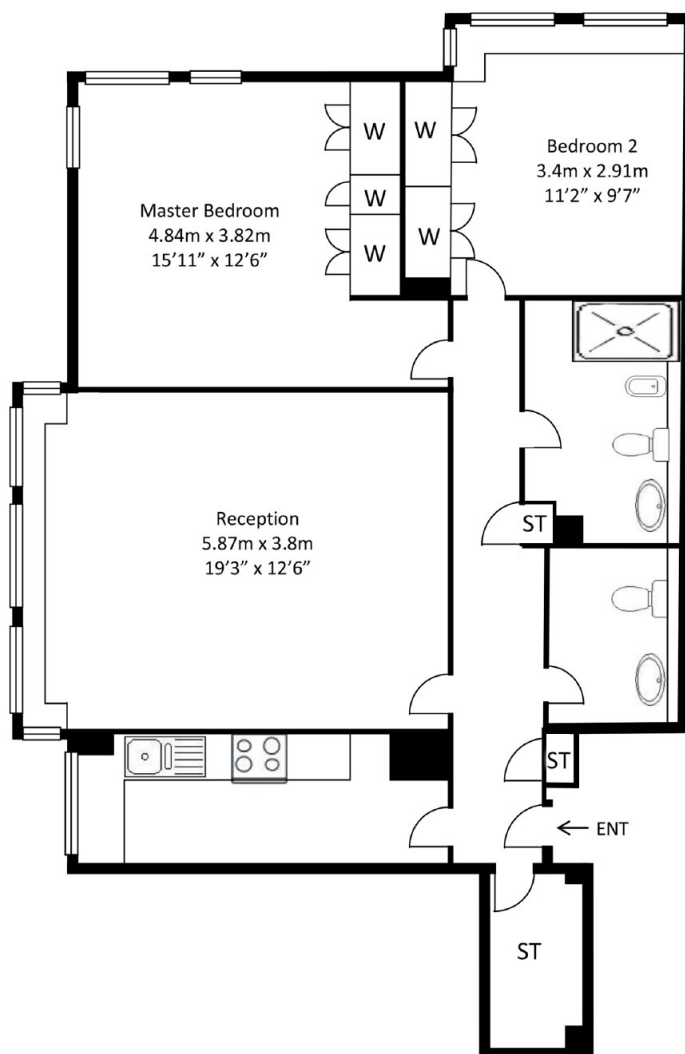 W
W
Bedroom 2
3.4m x 2.91m
11’2” x 9’7”
W
Master Bedroom
4.84m x 3.82m
15’11” x 12’6”
W
W
Reception
5.87m x 3.8m
19’3” x 12’6”
ST
ST
← ENT
ST